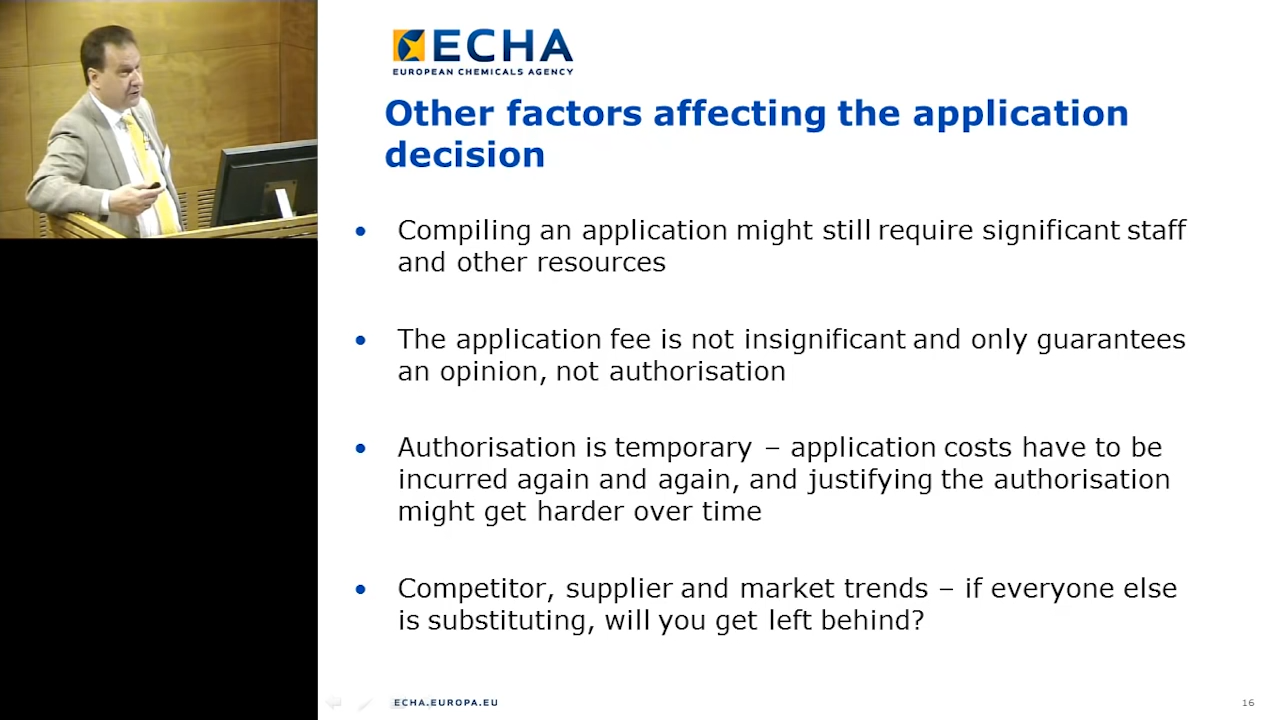 ECHA
EUROPEAN CHEMICALS AGENCY
Other factors affecting the application
decision
• Compiling an application might still require significant staff
and other resources
• The application fee is not insignificant and only guarantees
an opinion, not authorisation
• Authorisation is temporary – application costs have to be
incurred again and again, and justifying the authorisation
might get harder over time
• Competitor, supplier and market trends – if everyone else
is substituting, will you get left behind?
ECHA.EUROPA.EU
16